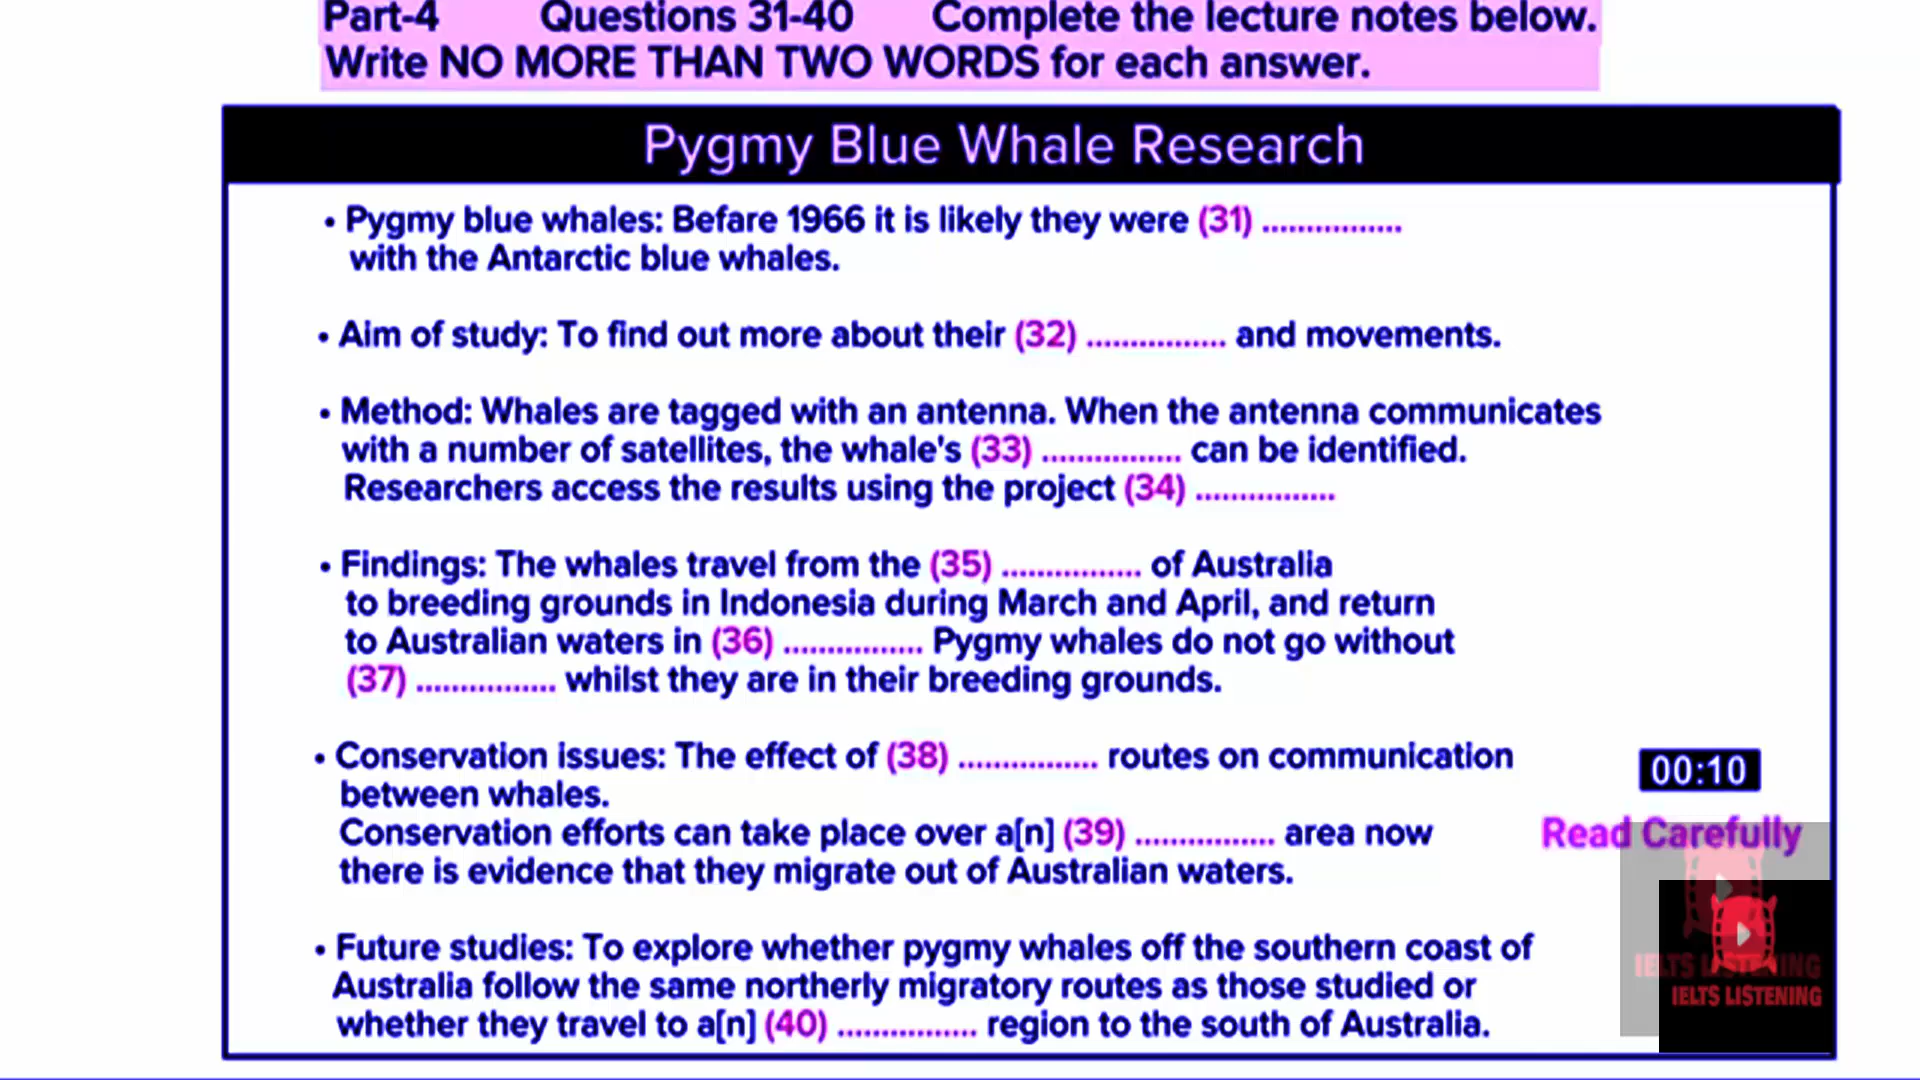 Part-4 Questions 31-40 Complete the lecture notes below.
Write NO MORE THAN TWO WORDS for each answer.
Pygmy Blue Whale Research
• Pygmy blue whales: Befare 1966 it is likely they were (31) ................
with the Antarctic blue whales.
• Aim of study: To find out more about their (32) ................ and movements.
• Method: Whales are tagged with an antenna. When the antenna communicates
with a number of satellites, the whale's (33) ................ can be identified.
Researchers access the results using the project (34) ................
• Findings: The whales travel from the (35) ................ of Australia
to breeding grounds in Indonesia during March and April, and return
to Australian waters in (36) ................ Pygmy whales do not go without
(37) ................ whilst they are in their breeding grounds.
• Conservation issues: The effect of (38) ................ routes on communication
between whales.
Conservation efforts can take place over a[n] (39) ................ area now
there is evidence that they migrate out of Australian waters.
• Future studies: To explore whether pygmy whales off the southern coast of
Australia follow the same northerly migratory routes as those studied or
whether they travel to a[n] (40) ................ region to the south of Australia.
00:10
Read Carefully
IELTS LISTENING
IELTS LISTENING